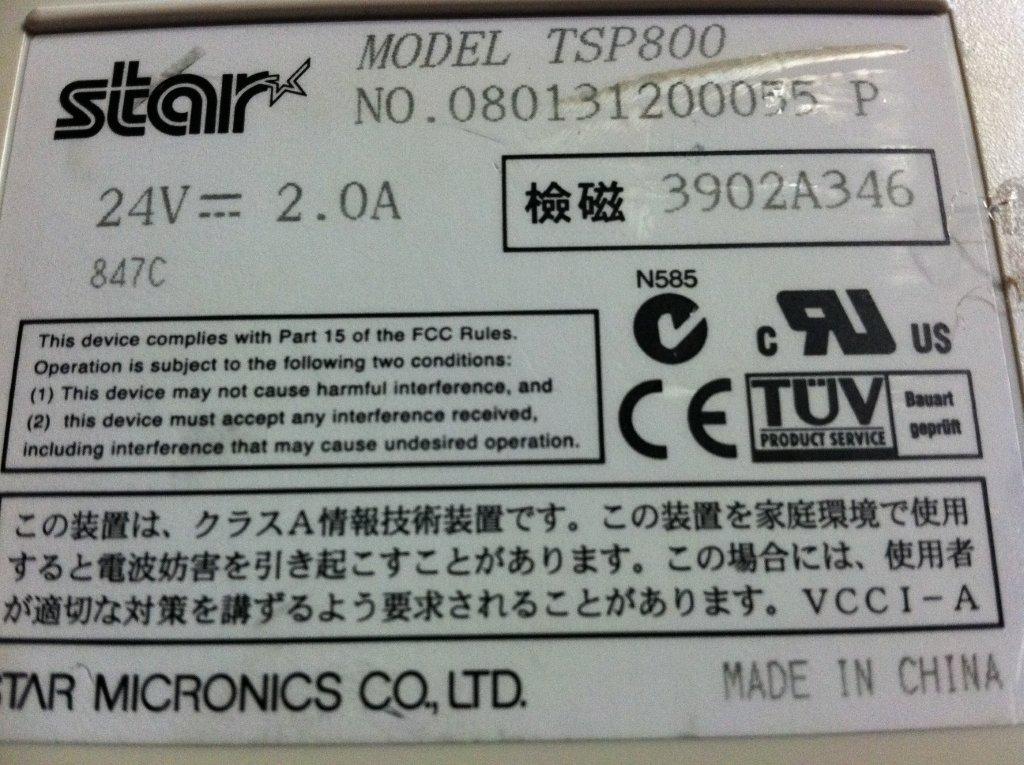 star
MODEL TSP800
NO.080131200055 P
24V 2.0A
檢磁 3902A346
847C
N585
This device complies with Part 15 of the FCC Rules.
Operation is subject to the following two conditions:
(1) This device may not cause harmful interference, and
(2) this device must accept any interference received,
including interference that may cause undesired operation.
C RU US
CE
TÜV
PRODUCT SERVICE
Bauart
geprüft
この装置は、クラスA情報技術装置です。この装置を家庭環境で使用
すると電波妨害を引き起こすことがあります。この場合には、使用者
が適切な対策を講ずるよう要求されることがあります。VCCI-A
STAR MICRONICS CO.,LTD.
MADE IN CHINA